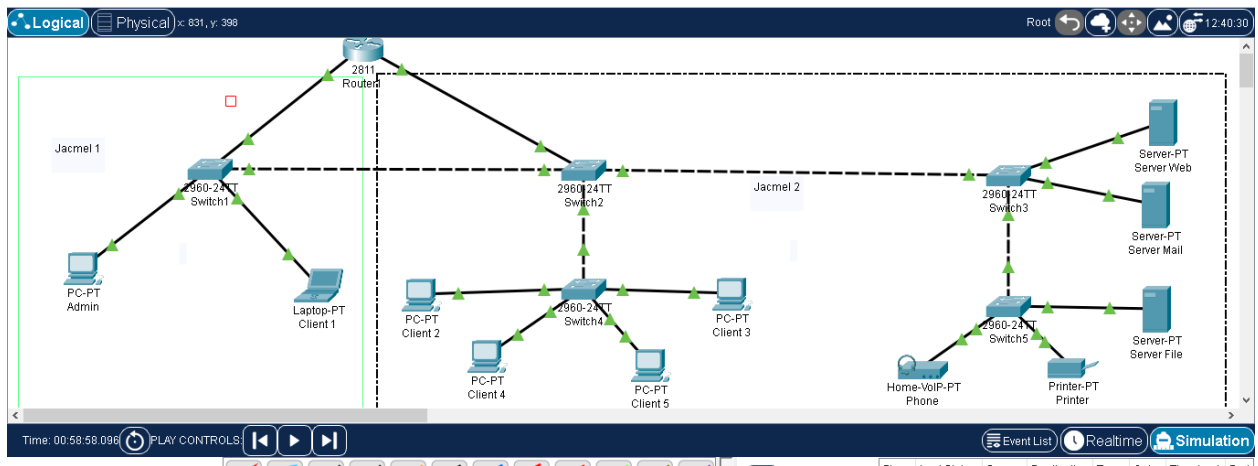 Logical Physical x: 831, y: 398 Root 12:40:30
2811
Router1
Jacmel 1
2960-24TT
Switch1
2960-24TT
Switch2
Jacmel 2
2960-24TT
Switch3
Server-PT
Server Web
Server-PT
Server Mail
PC-PT
Admin
Laptop-PT
Client 1
PC-PT
Client 2
2960-24TT
Switch4
PC-PT
Client 3
PC-PT
Client 4
PC-PT
Client 5
2960-24TT
Switch5
Server-PT
Server File
Home-VoIP-PT
Phone
Printer-PT
Printer
Time: 00:58:58.096 PLAY CONTROLS: Event List Realtime Simulation